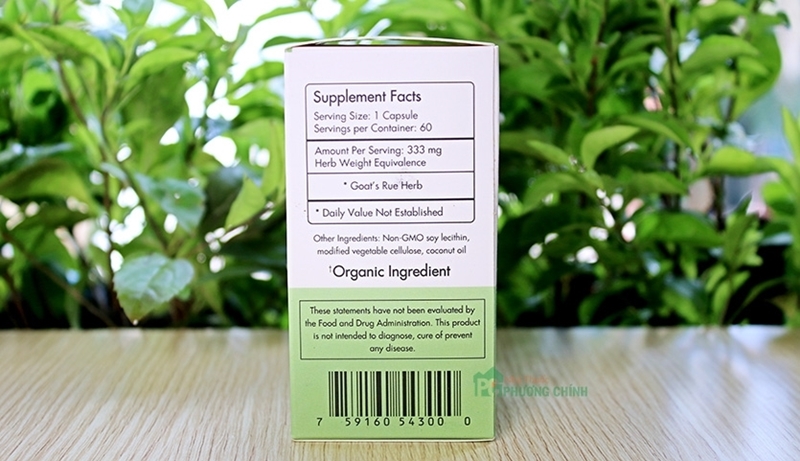 Supplement Facts
Serving Size: 1 Capsule
Servings per Container: 60
Amount Per Serving: 333 mg
Herb Weight Equivalence
* Goat's Rue Herb
* Daily Value Not Established
Other Ingredients: Non-GMO soy lecithin,
modified vegetable cellulose, coconut oil
†Organic Ingredient
These statements have not been evaluated by
the Food and Drug Administration. This product
is not intended to diagnose, cure of prevent
any disease.
PHUONG CHÍNH
7 59160 54300 0